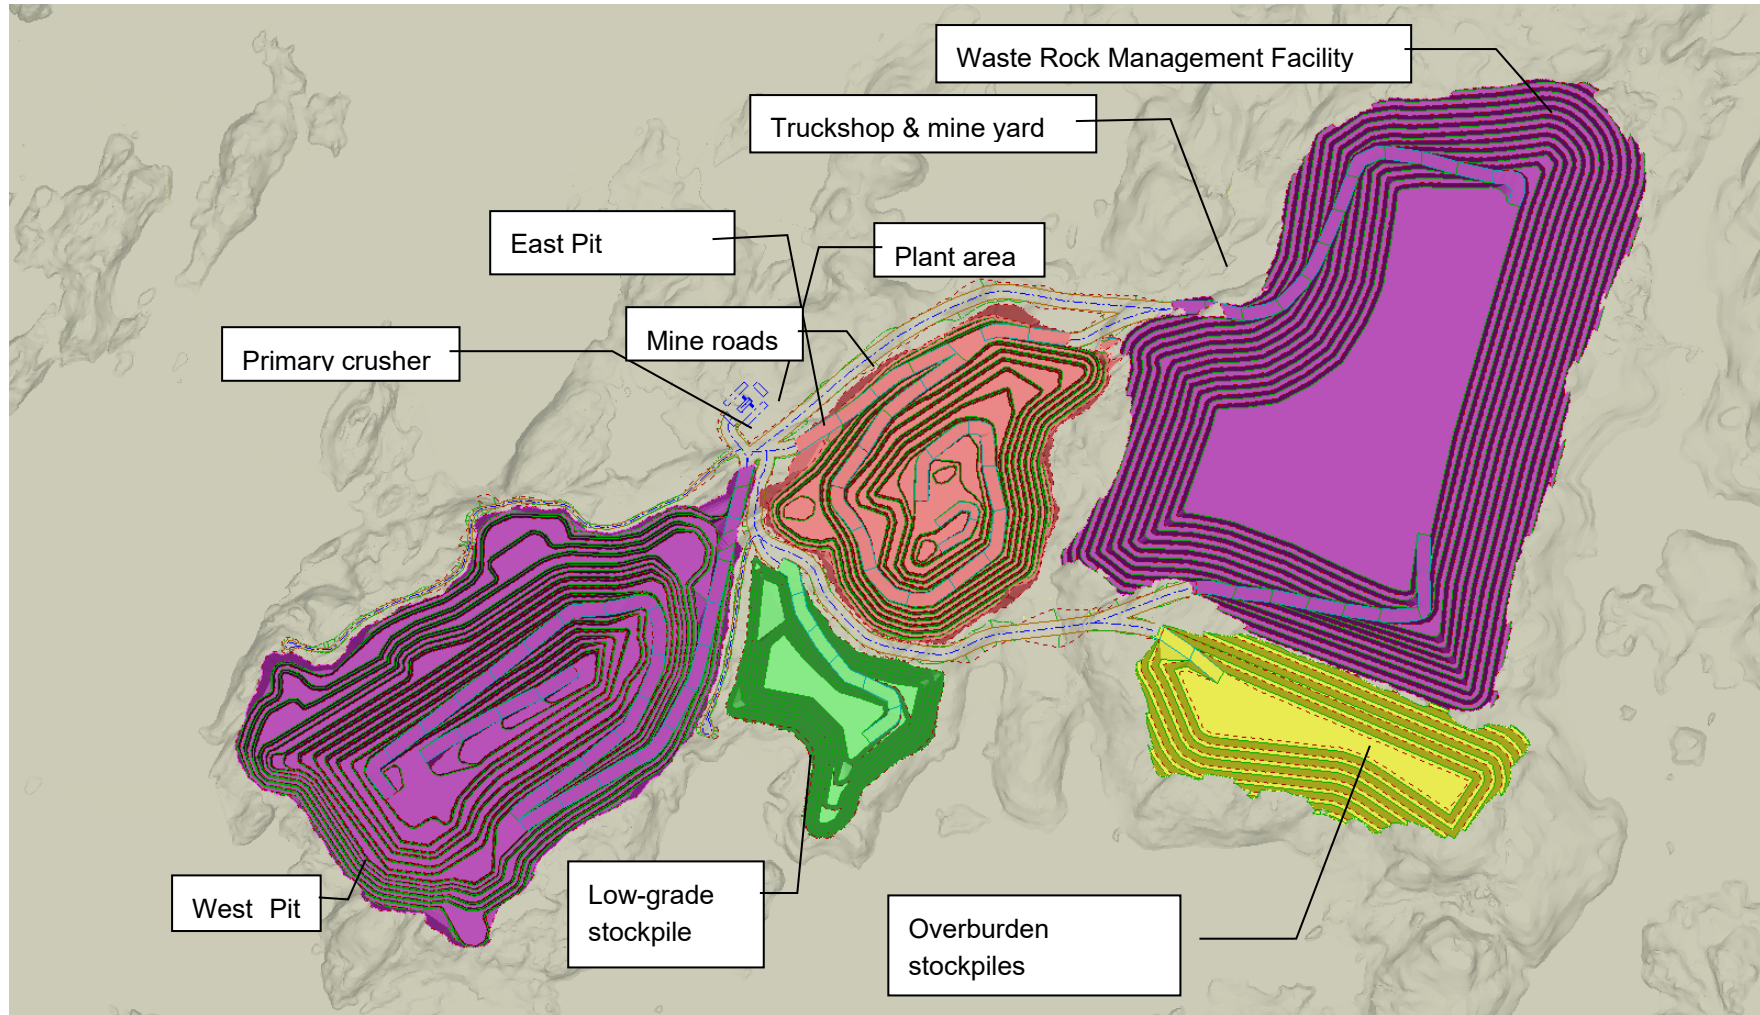 Waste Rock Management Facility
Truckshop & mine yard
East Pit
Plant area
Mine roads
Primary crusher
West Pit
Low-grade
stockpile
Overburden
stockpiles